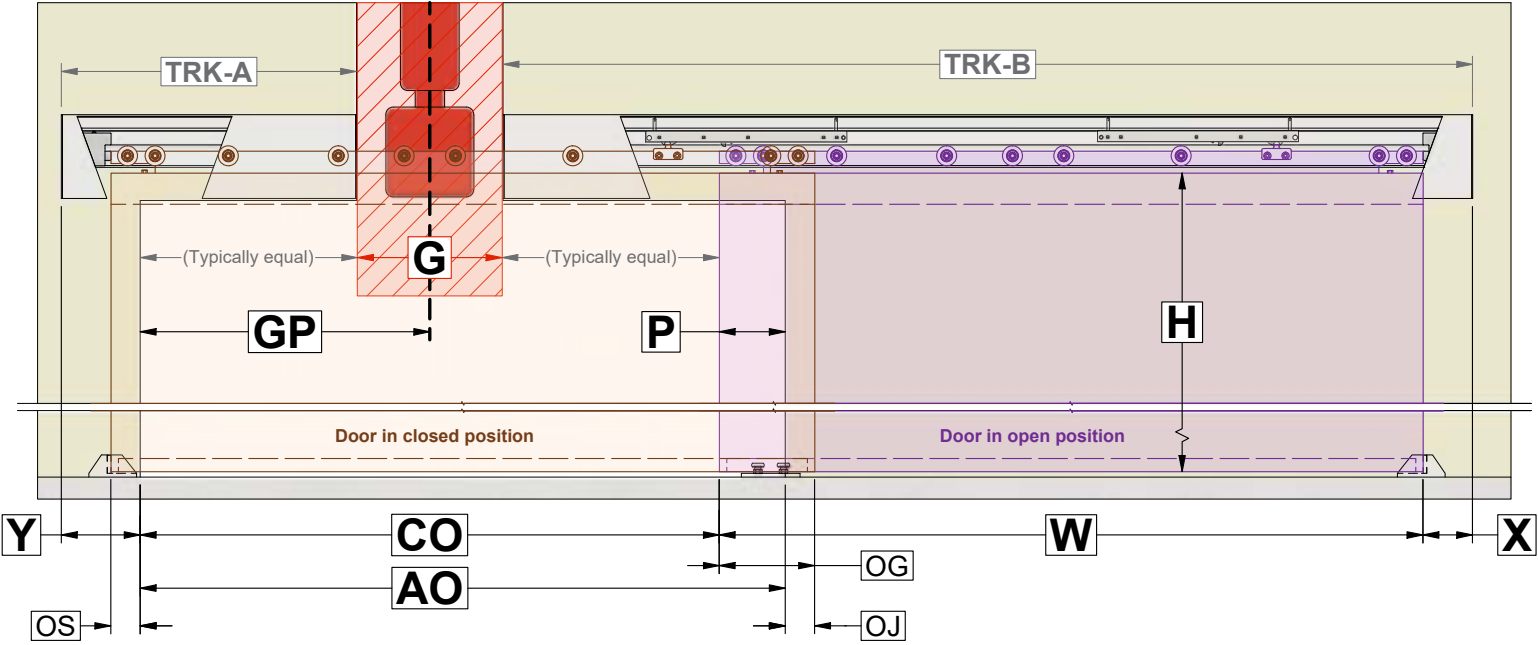 TRK-A
TRK-B
(Typically equal)
G
(Typically equal)
GP
P
H
Door in closed position
Door in open position
Y
CO
W
X
OG
AO
OS
OJ